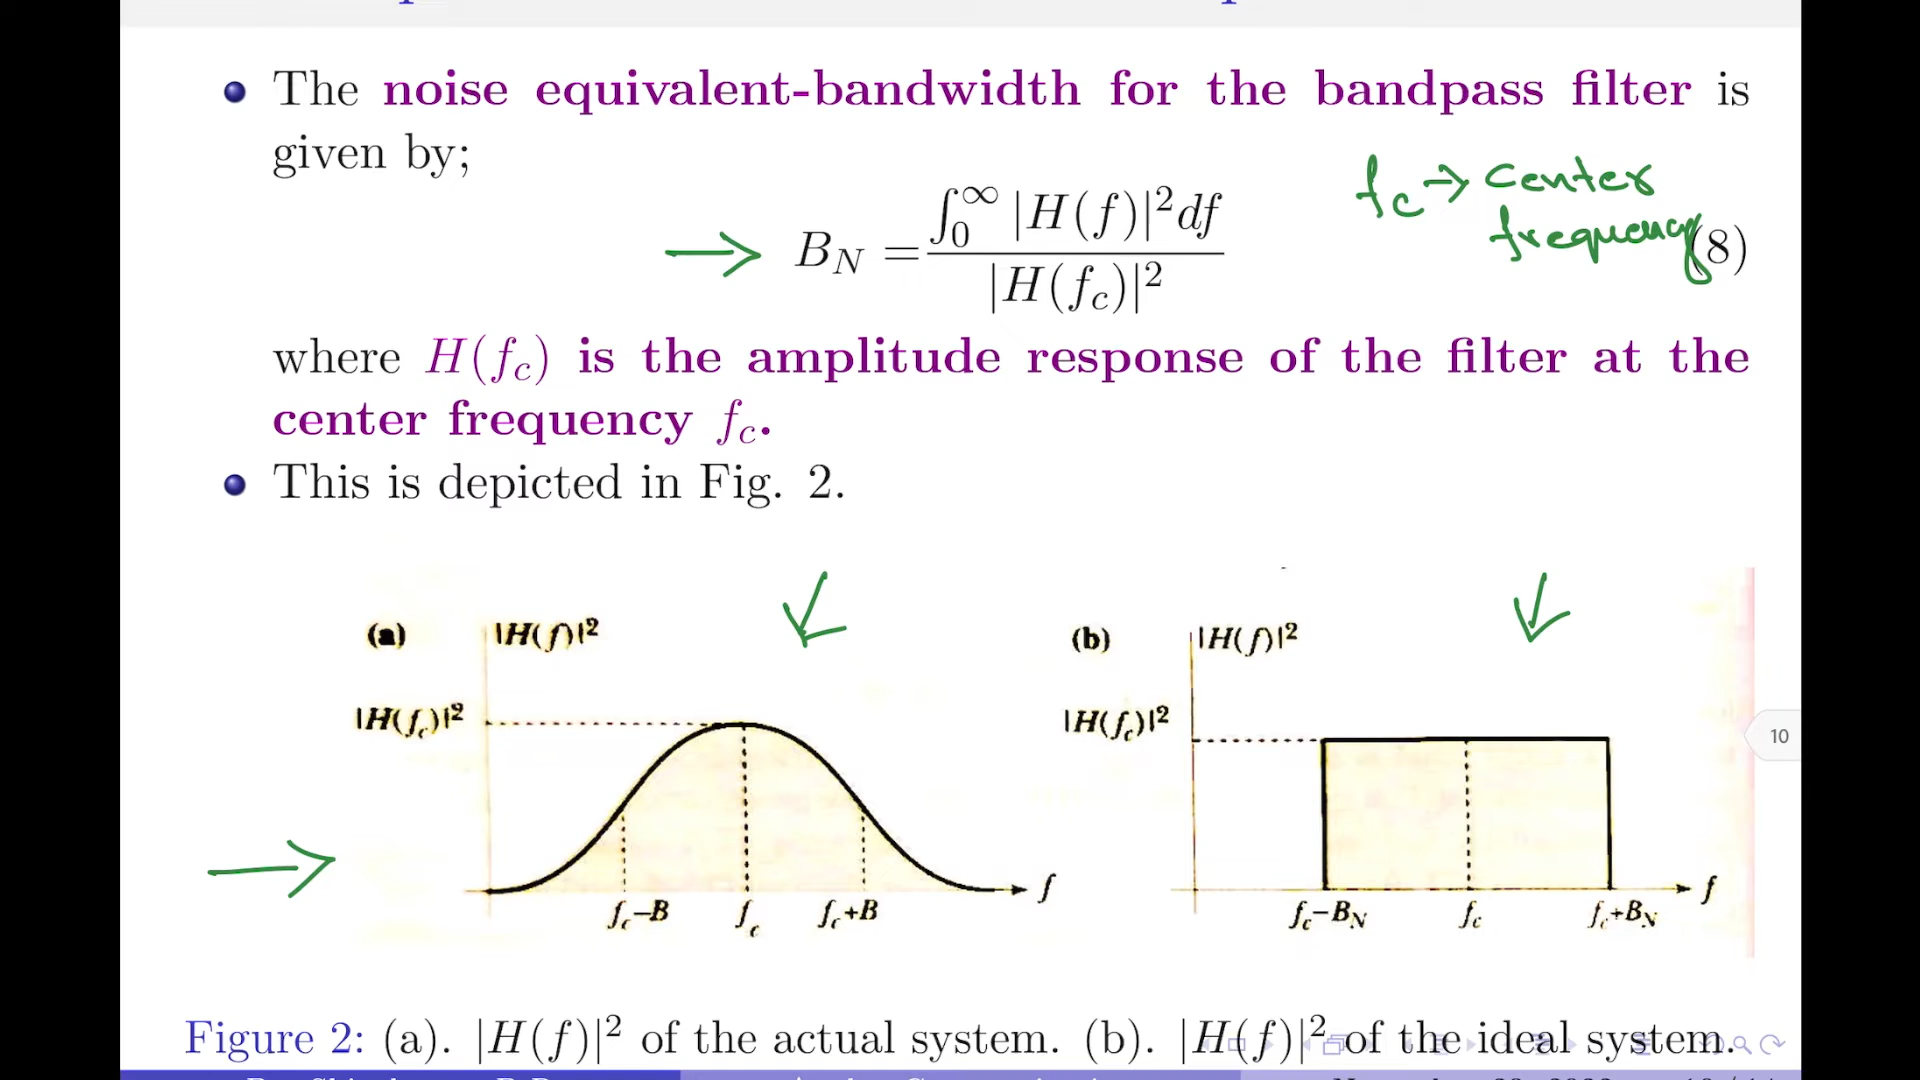 The noise equivalent-bandwidth for the bandpass filter is
given by;
B_N = ∫_0^∞ |H(f)|^2 df / |H(f_c)|^2 (8)
f_c → center
frequency
where H(f_c) is the amplitude response of the filter at the
center frequency f_c.
This is depicted in Fig. 2.
(a) |H(f)|^2
|H(f_c)|^2
f
f_c-B f_c f_c+B
(b) |H(f)|^2
|H(f_c)|^2
f
f_c-B_N f_c f_c+B_N
10
Figure 2: (a). |H(f)|^2 of the actual system. (b). |H(f)|^2 of the ideal system.